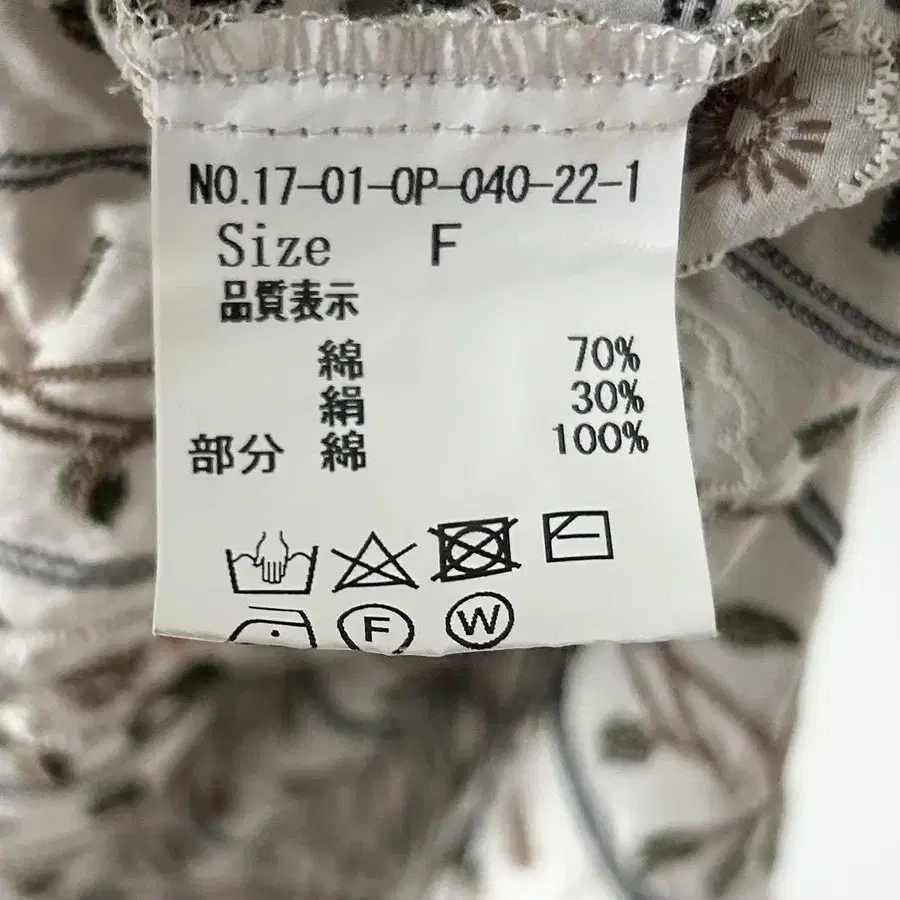 NO.17-01-OP-040-22-1
Size F
品質表示
綿 70%
絹 30%
部分 綿 100%
F W